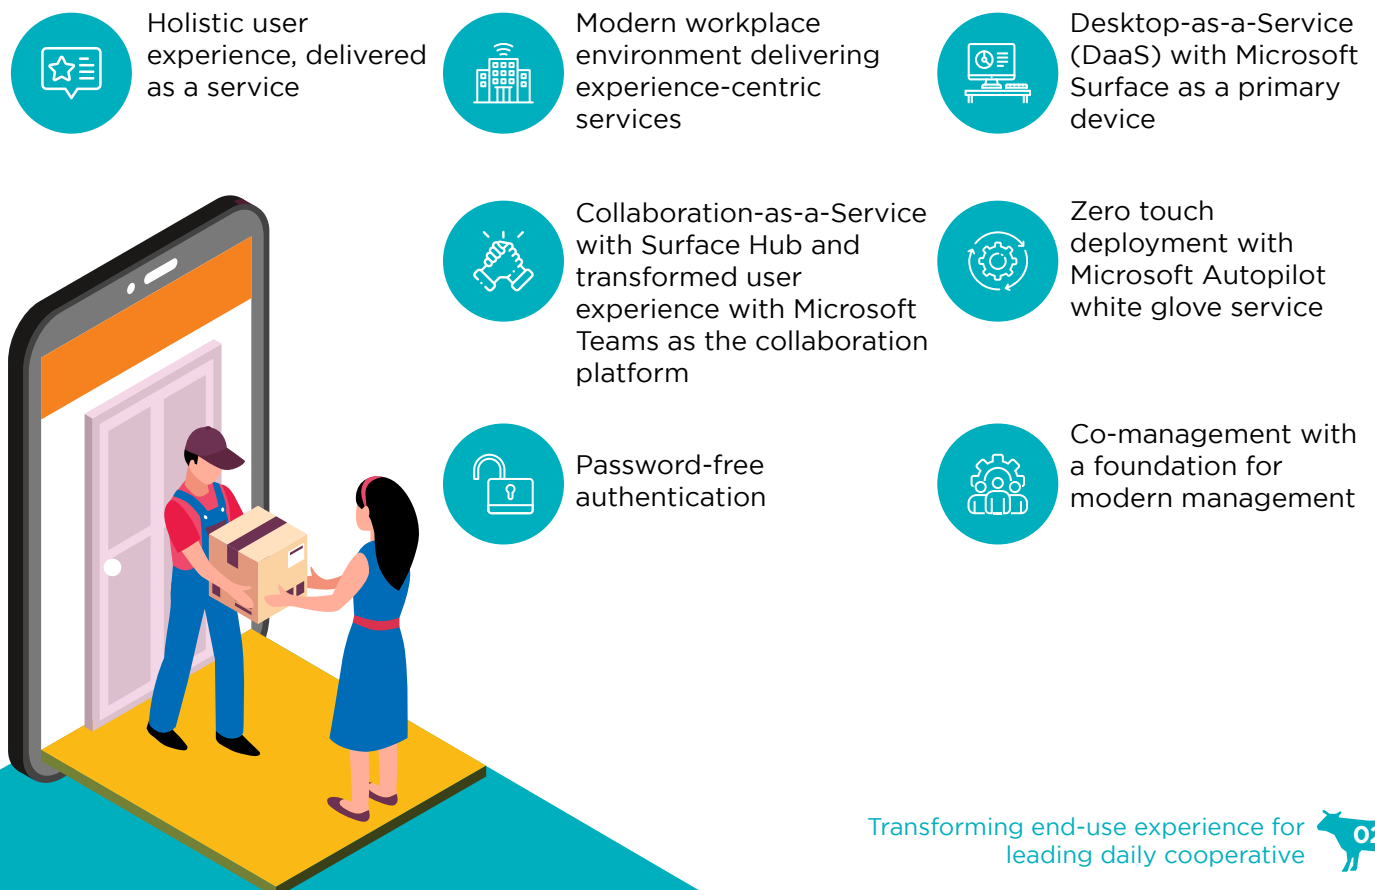 Holistic user
experience, delivered
as a service
Modern workplace
environment delivering
experience-centric
services
Desktop-as-a-Service
(DaaS) with Microsoft
Surface as a primary
device
Collaboration-as-a-Service
with Surface Hub and
transformed user
experience with Microsoft
Teams as the collaboration
platform
Zero touch
deployment with
Microsoft Autopilot
white glove service
Password-free
authentication
Co-management with
a foundation for
modern management
Transforming end-use experience for
leading daily cooperative
02